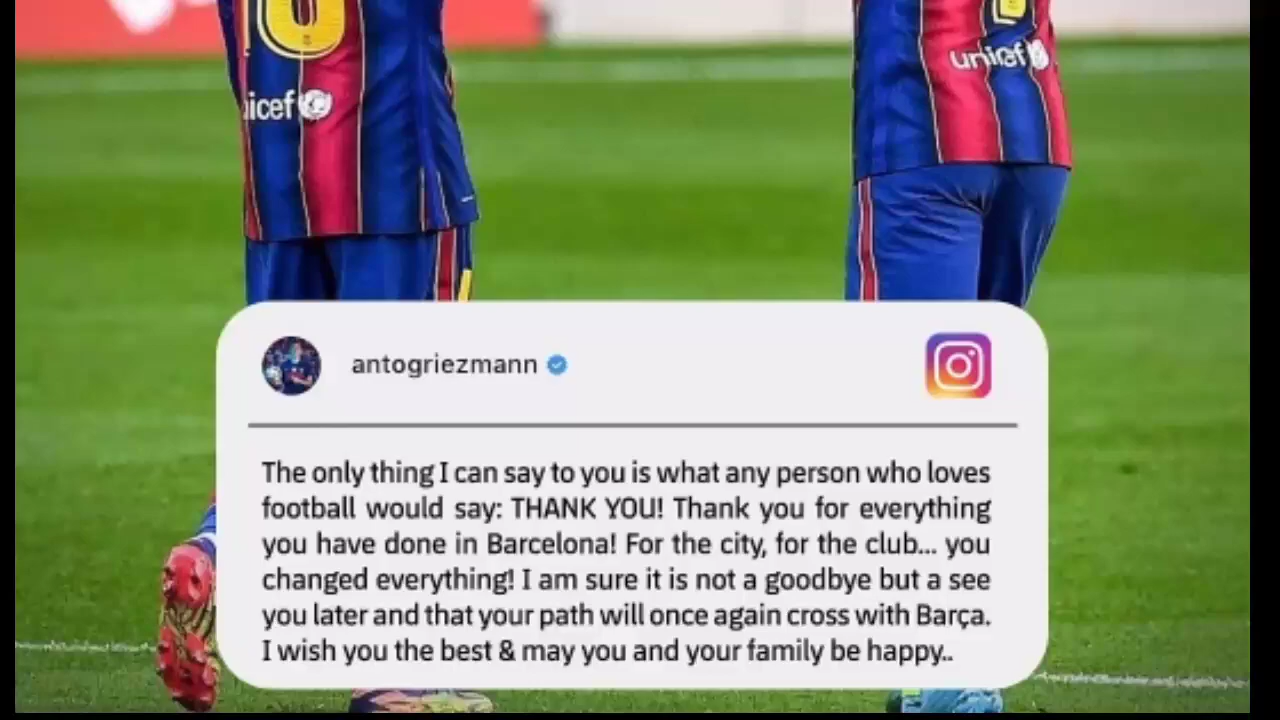 icef
unicef
antogriezmann
The only thing I can say to you is what any person who loves
football would say: THANK YOU! Thank you for everything
you have done in Barcelona! For the city, for the club... you
changed everything! I am sure it is not a goodbye but a see
you later and that your path will once again cross with Barça.
I wish you the best & may you and your family be happy..